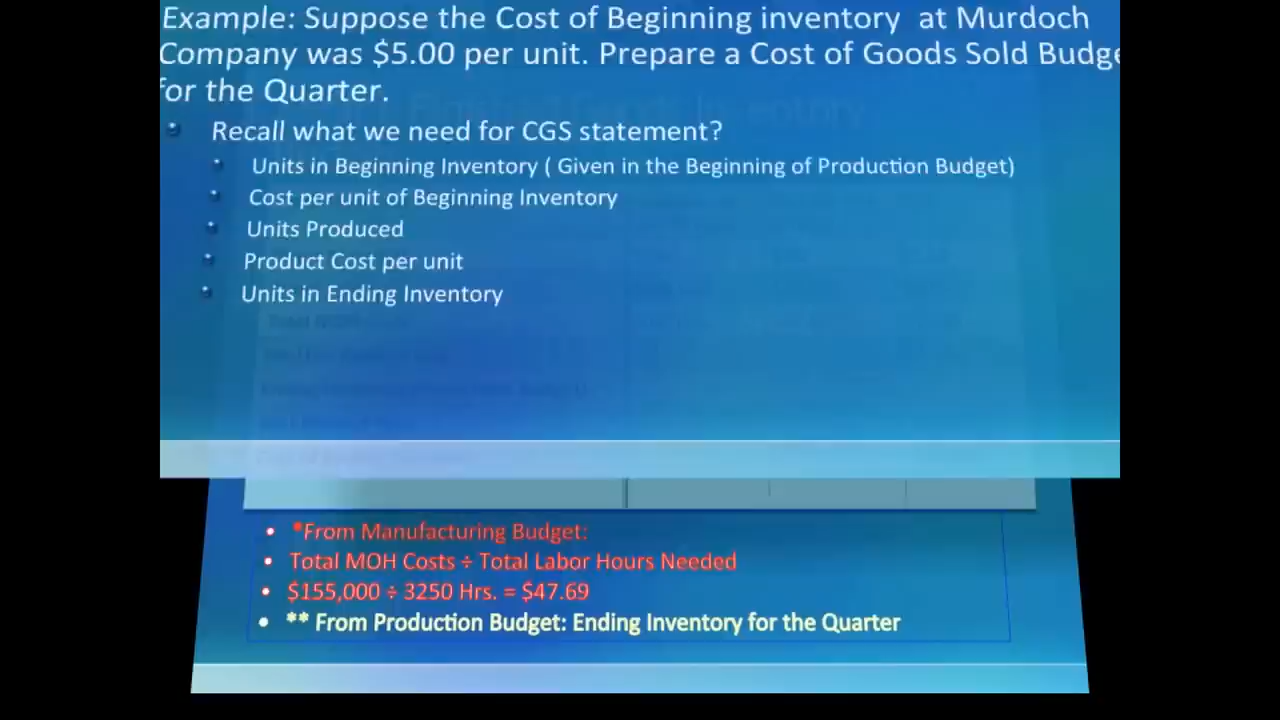 Example: Suppose the Cost of Beginning inventory at Murdoch
Company was $5.00 per unit. Prepare a Cost of Goods Sold Budge
for the Quarter.
Recall what we need for CGS statement?
Units in Beginning Inventory ( Given in the Beginning of Production Budget)
Cost per unit of Beginning Inventory
Units Produced
Product Cost per unit
Units in Ending Inventory
*From Manufacturing Budget:
Total MOH Costs ÷ Total Labor Hours Needed
$155,000 ÷ 3250 Hrs. = $47.69
** From Production Budget: Ending Inventory for the Quarter